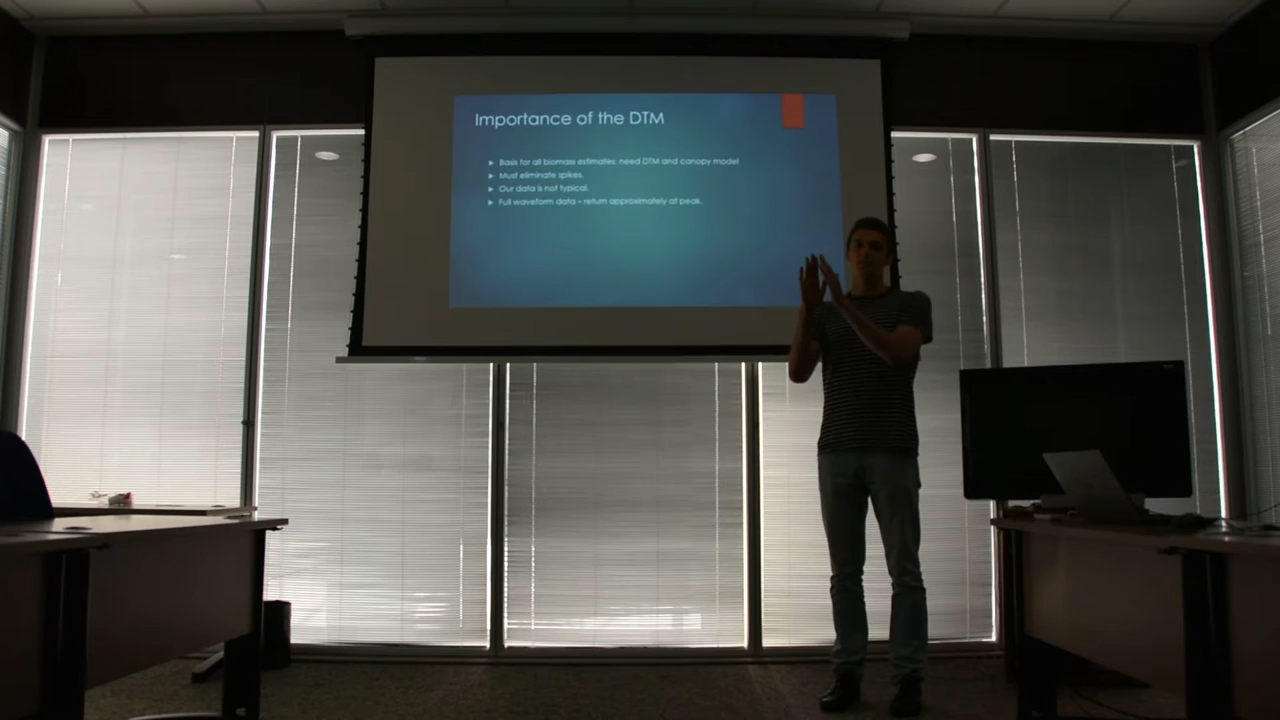 Importance of the DTM
► Basis for all biomass estimates: need DTM and canopy model
► Must eliminate spikes.
► Our data is not typical.
► Full waveform data – return approximately at peak.